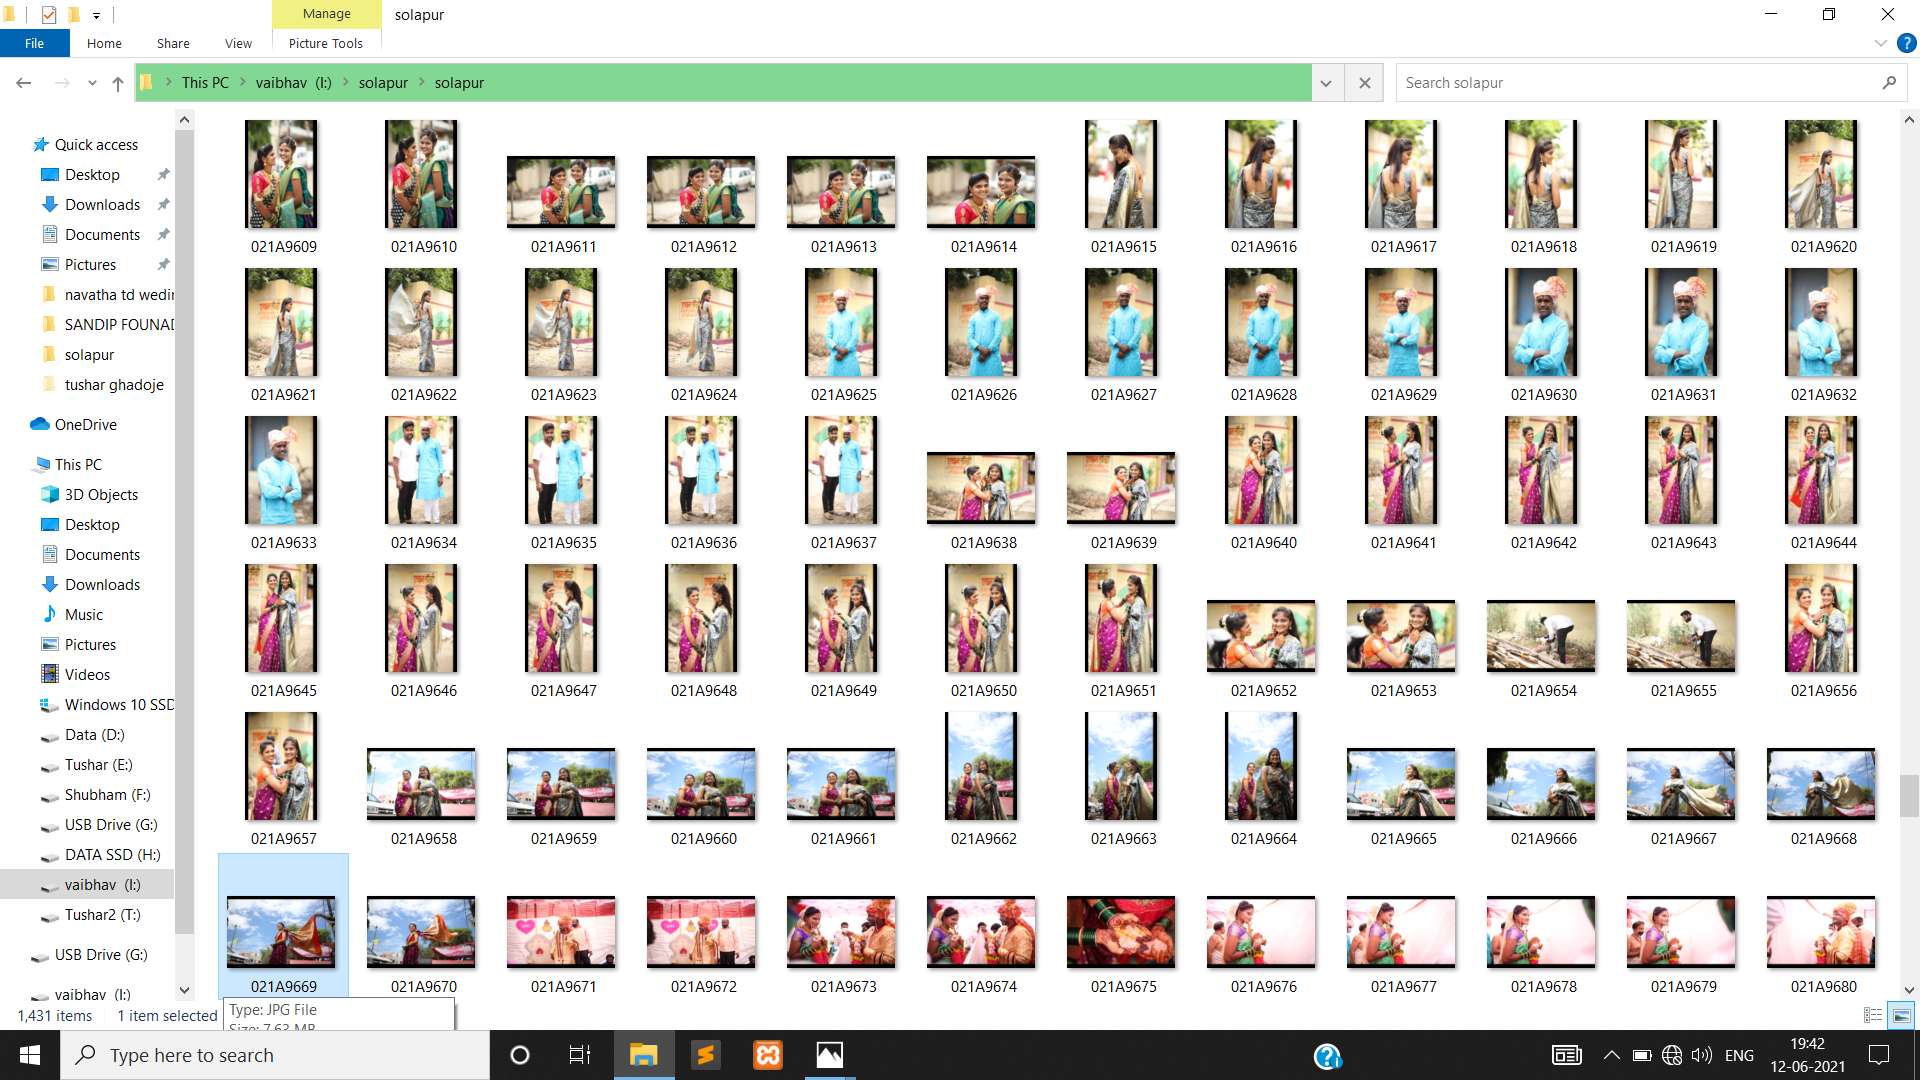 Manage
solapur
File
Home
Share
View
Picture Tools
This PC
vaibhav (I:)
solapur
solapur
Search solapur
Quick access
Desktop
Downloads
Documents
Pictures
navatha td wedin
SANDIP FOUNAD
solapur
tushar ghadoje
OneDrive
This PC
3D Objects
Desktop
Documents
Downloads
Music
Pictures
Videos
Windows 10 SSD
Data (D:)
Tushar (E:)
Shubham (F:)
USB Drive (G:)
DATA SSD (H:)
vaibhav (I:)
Tushar2 (T:)
USB Drive (G:)
vaibhav (I:)
021A9609 021A9610 021A9611 021A9612 021A9613 021A9614 021A9615 021A9616 021A9617 021A9618 021A9619 021A9620
021A9621 021A9622 021A9623 021A9624 021A9625 021A9626 021A9627 021A9628 021A9629 021A9630 021A9631 021A9632
021A9633 021A9634 021A9635 021A9636 021A9637 021A9638 021A9639 021A9640 021A9641 021A9642 021A9643 021A9644
021A9645 021A9646 021A9647 021A9648 021A9649 021A9650 021A9651 021A9652 021A9653 021A9654 021A9655 021A9656
021A9657 021A9658 021A9659 021A9660 021A9661 021A9662 021A9663 021A9664 021A9665 021A9666 021A9667 021A9668
021A9669 021A9670 021A9671 021A9672 021A9673 021A9674 021A9675 021A9676 021A9677 021A9678 021A9679 021A9680
Type: JPG File
Size: 7.63 MB
1,431 items
1 item selected
Type here to search
ENG
19:42
12-06-2021